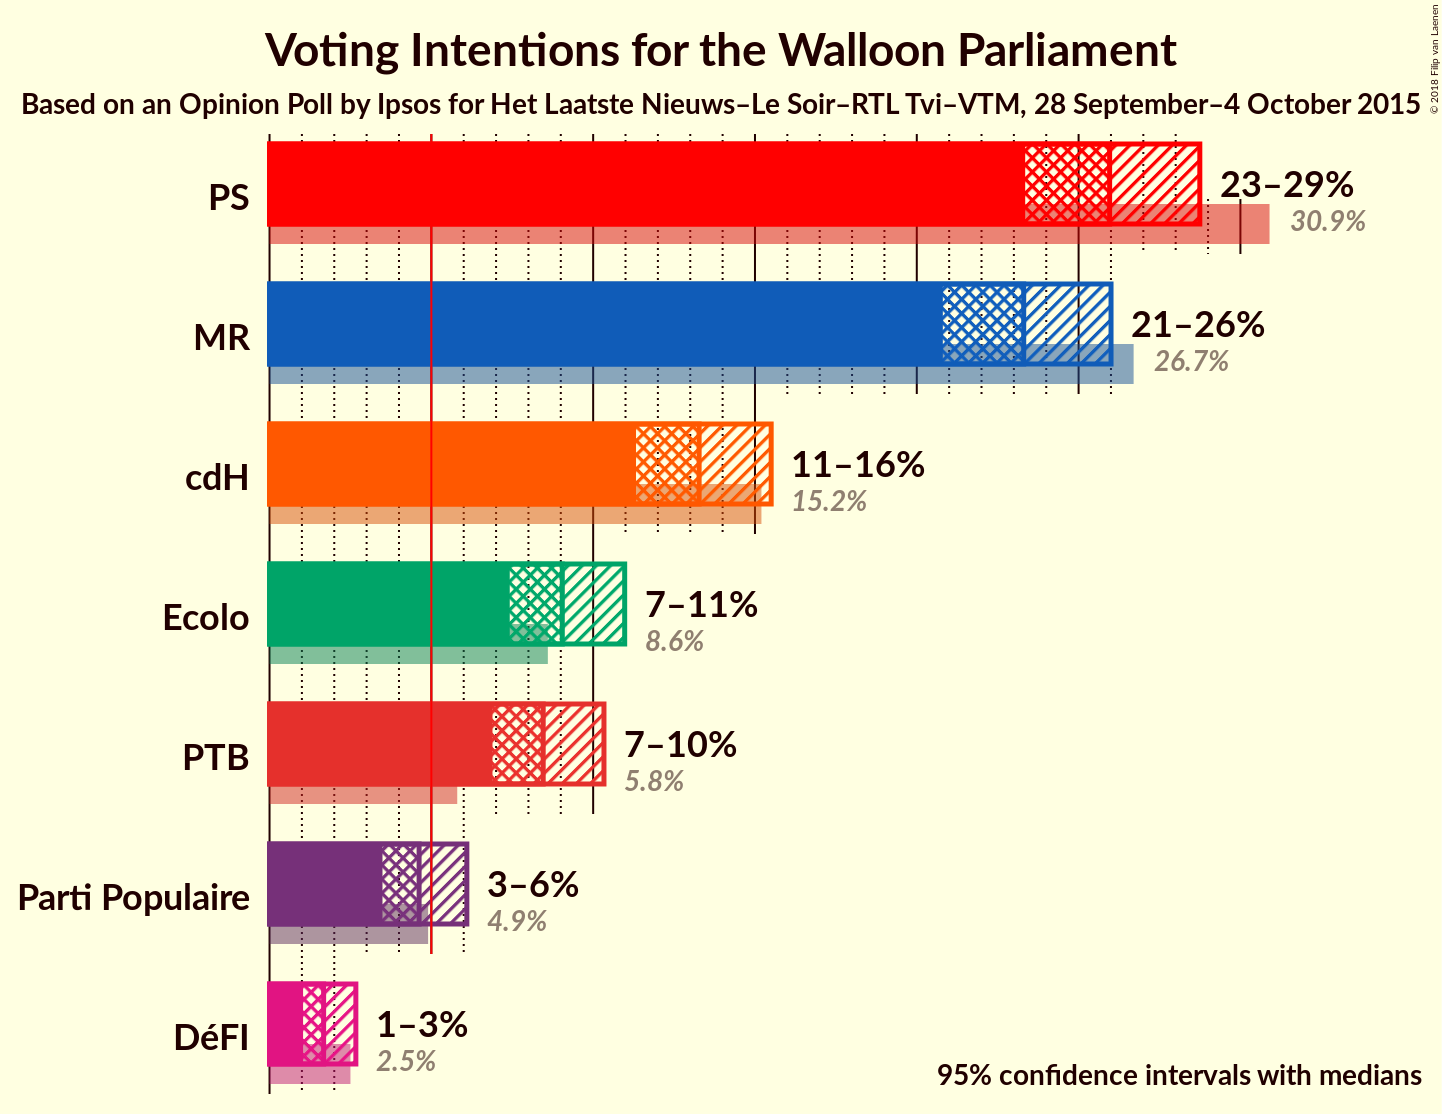 Voting Intentions for the Walloon Parliament
Based on an Opinion Poll by Ipsos for Het Laatste Nieuws–Le Soir–RTL Tvi–VTM, 28 September–4 October 2015
© 2018 Filip van Laenen
PS
23–29%
30.9%
MR
21–26%
26.7%
cdH
11–16%
15.2%
Ecolo
7–11%
8.6%
PTB
7–10%
5.8%
Parti Populaire
3–6%
4.9%
DéFI
1–3%
2.5%
95% confidence intervals with medians